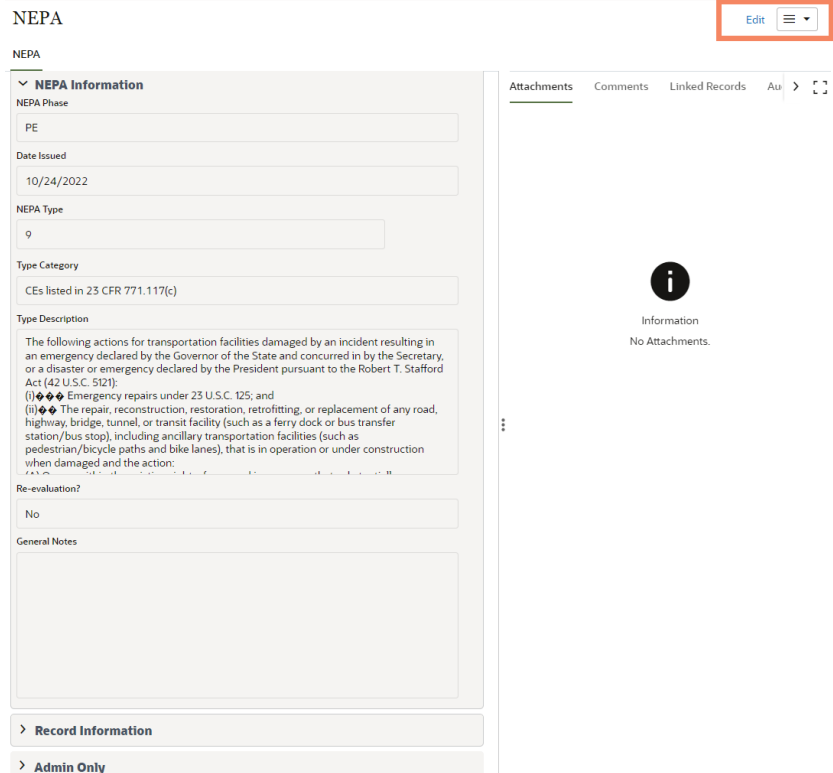 NEPA
Edit
NEPA
NEPA Information
NEPA Phase
PE
Date Issued
10/24/2022
NEPA Type
9
Type Category
CEs listed in 23 CFR 771.117(c)
Type Description
The following actions for transportation facilities damaged by an incident resulting in
an emergency declared by the Governor of the State and concurred in by the Secretary,
or a disaster or emergency declared by the President pursuant to the Robert T. Stafford
Act (42 U.S.C. 5121):
(i)��� Emergency repairs under 23 U.S.C. 125; and
(ii)�� The repair, reconstruction, restoration, retrofitting, or replacement of any road,
highway, bridge, tunnel, or transit facility (such as a ferry dock or bus transfer
station/bus stop), including ancillary transportation facilities (such as
pedestrian/bicycle paths and bike lanes), that is in operation or under construction
when damaged and the action:
Re-evaluation?
No
General Notes
Record Information
Admin Only
Attachments Comments Linked Records Au
Information
No Attachments.